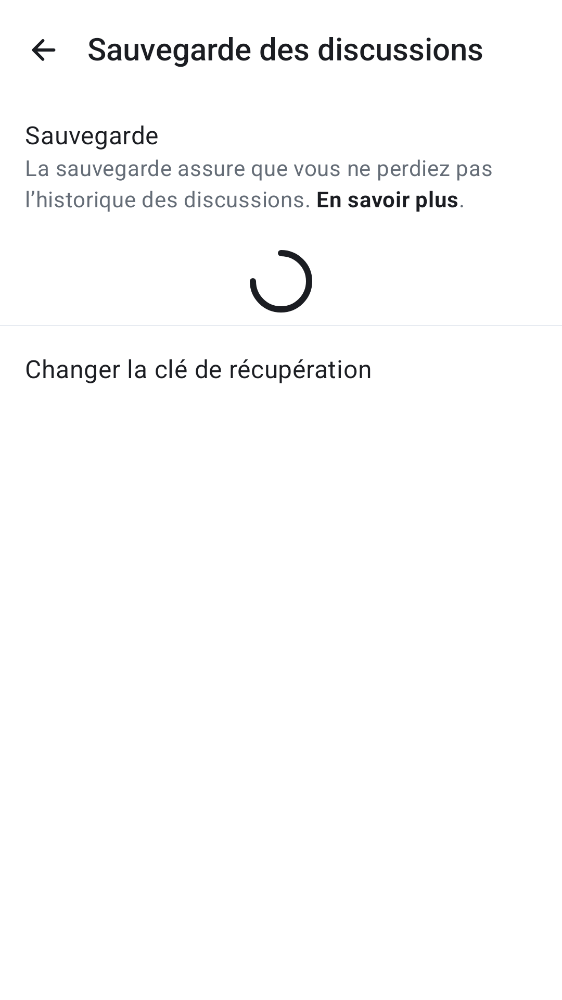 Sauvegarde des discussions
Sauvegarde
La sauvegarde assure que vous ne perdiez pas
l’historique des discussions. En savoir plus.
Changer la clé de récupération